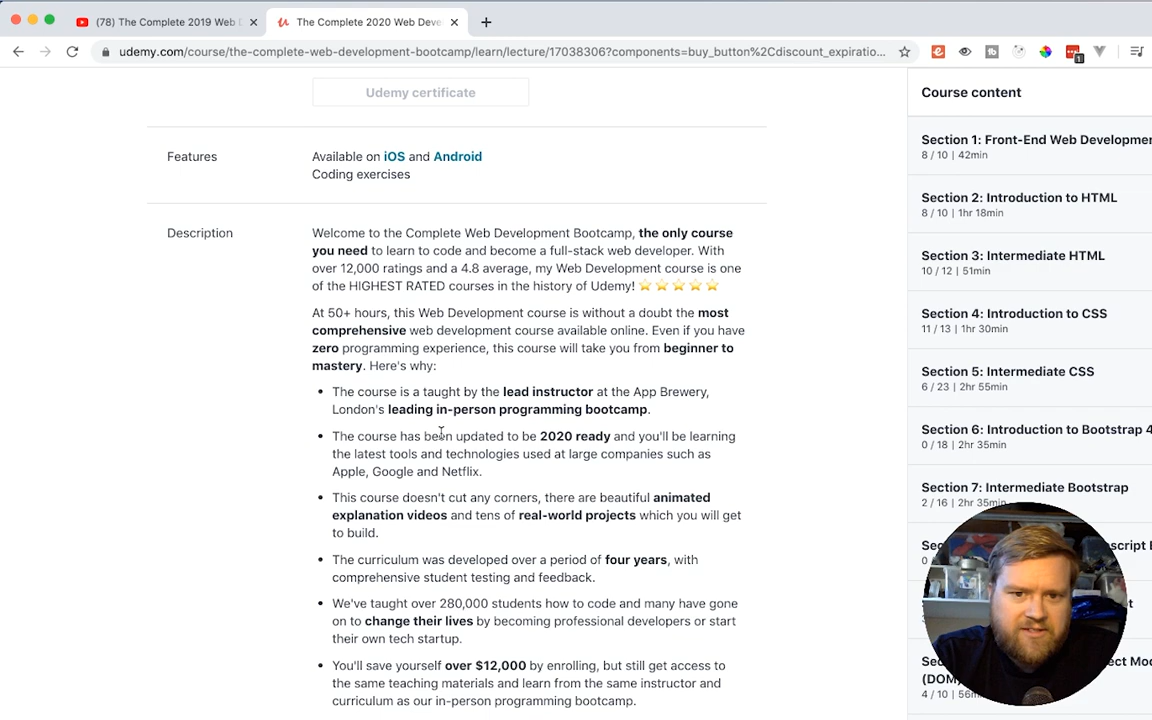 (78) The Complete 2019 Web D
The Complete 2020 Web Deve
udemy.com/course/the-complete-web-development-bootcamp/learn/lecture/17038306?components=buy_button%2Cdiscount_expiratio...
1
Udemy certificate
Features
Available on iOS and Android
Coding exercises
Description
Welcome to the Complete Web Development Bootcamp, the only course
you need to learn to code and become a full-stack web developer. With
over 12,000 ratings and a 4.8 average, my Web Development course is one
of the HIGHEST RATED courses in the history of Udemy! ⭐⭐⭐⭐⭐
At 50+ hours, this Web Development course is without a doubt the most
comprehensive web development course available online. Even if you have
zero programming experience, this course will take you from beginner to
mastery. Here's why:
• The course is a taught by the lead instructor at the App Brewery,
London's leading in-person programming bootcamp.
• The course has been updated to be 2020 ready and you'll be learning
the latest tools and technologies used at large companies such as
Apple, Google and Netflix.
• This course doesn't cut any corners, there are beautiful animated
explanation videos and tens of real-world projects which you will get
to build.
• The curriculum was developed over a period of four years, with
comprehensive student testing and feedback.
• We've taught over 280,000 students how to code and many have gone
on to change their lives by becoming professional developers or start
their own tech startup.
• You'll save yourself over $12,000 by enrolling, but still get access to
the same teaching materials and learn from the same instructor and
curriculum as our in-person programming bootcamp.
Course content
Section 1: Front-End Web Developmen
8 / 10 | 42min
Section 2: Introduction to HTML
8 / 10 | 1hr 18min
Section 3: Intermediate HTML
10 / 12 | 51min
Section 4: Introduction to CSS
11 / 13 | 1hr 30min
Section 5: Intermediate CSS
6 / 23 | 2hr 55min
Section 6: Introduction to Bootstrap 4
0 / 18 | 2hr 35min
Section 7: Intermediate Bootstrap
2 / 16 | 2hr 35min
(DOM)
4 / 10 | 56m